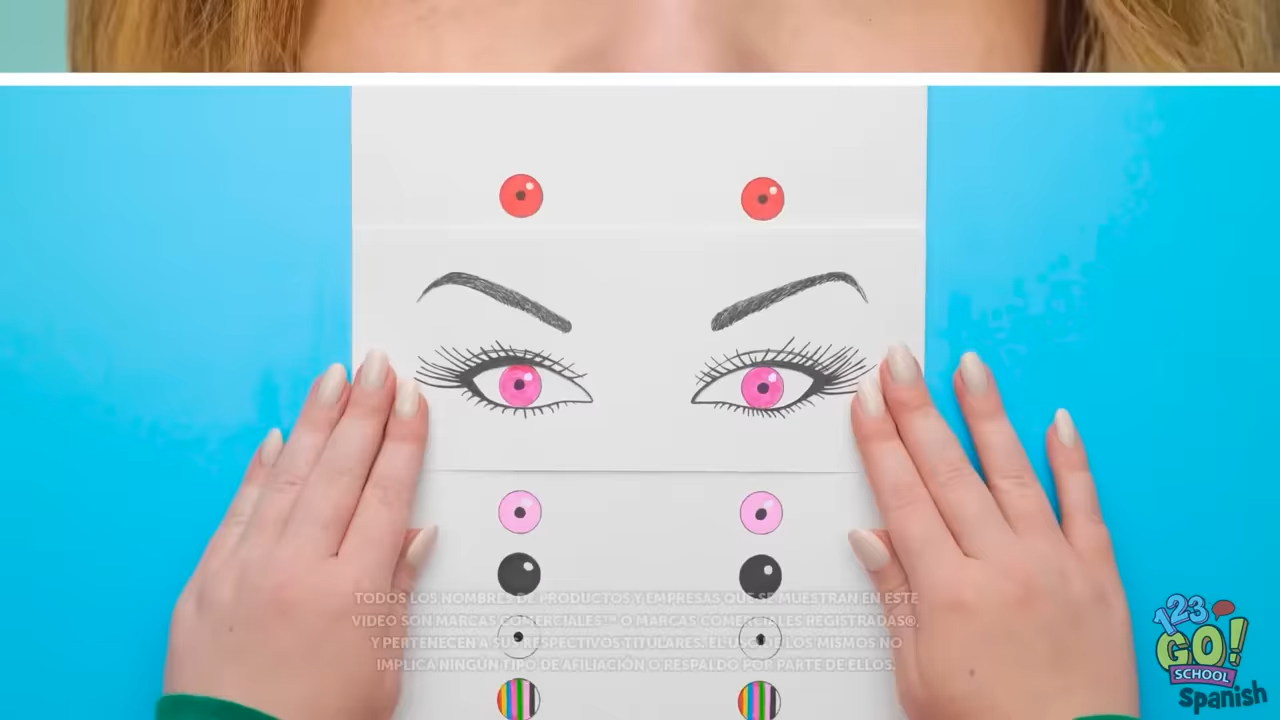 TODOS LOS NOMBRES DE PRODUCTOS Y EMPRESAS QUE SE MUESTRAN EN ESTE
VIDEO SON MARCAS COMERCIALES™ O MARCAS COMERCIALES REGISTRADAS®,
Y PERTENECEN A SUS RESPECTIVOS TITULARES. EL USO DE LOS MISMOS NO
IMPLICA NINGÚN TIPO DE AFILIACIÓN O RESPALDO POR PARTE DE ELLOS.
123
GO!
SCHOOL
Spanish